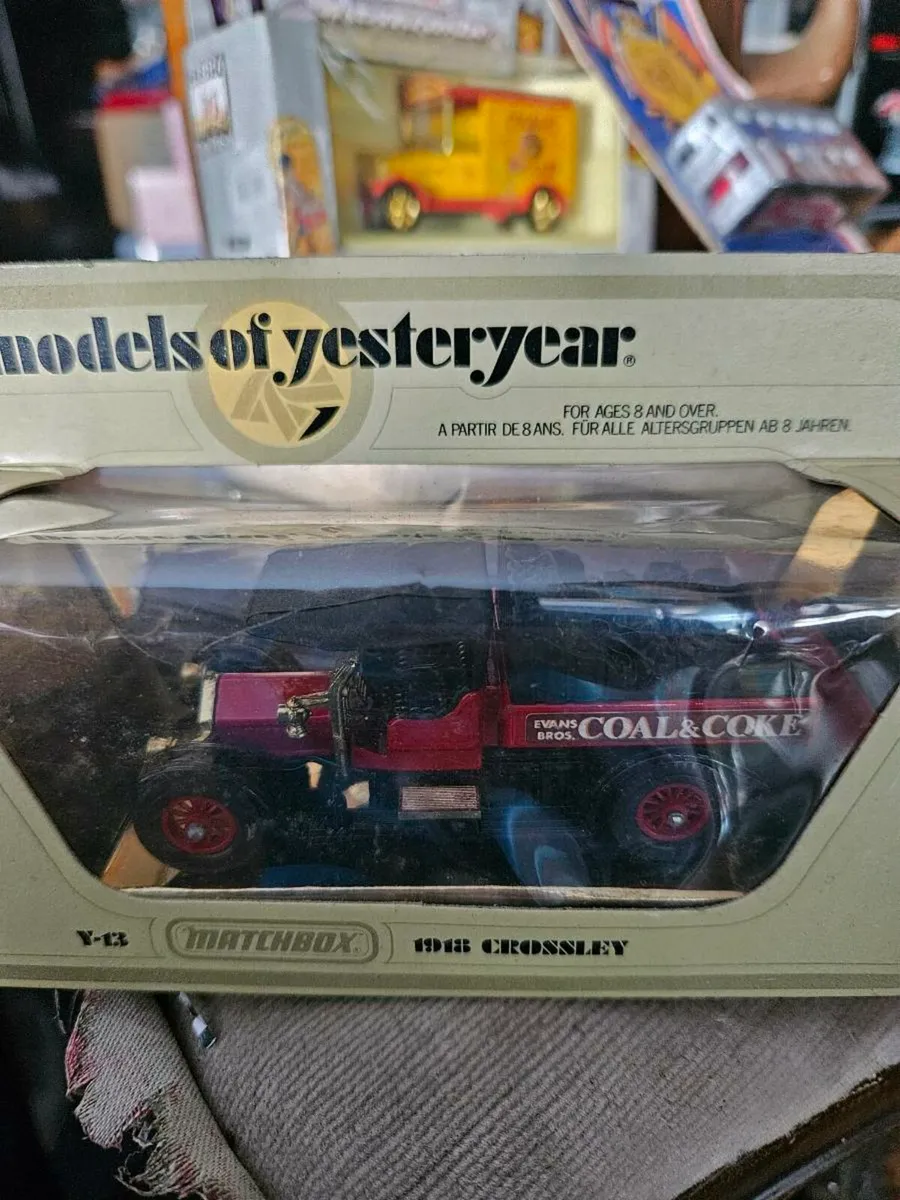 models of yesteryear®
FOR AGES 8 AND OVER.
A PARTIR DE 8 ANS. FÜR ALLE ALTERSGRUPPEN AB 8 JAHREN.
EVANS
BROS. COAL & COKE
Y-13 MATCHBOX 1918 CROSSLEY